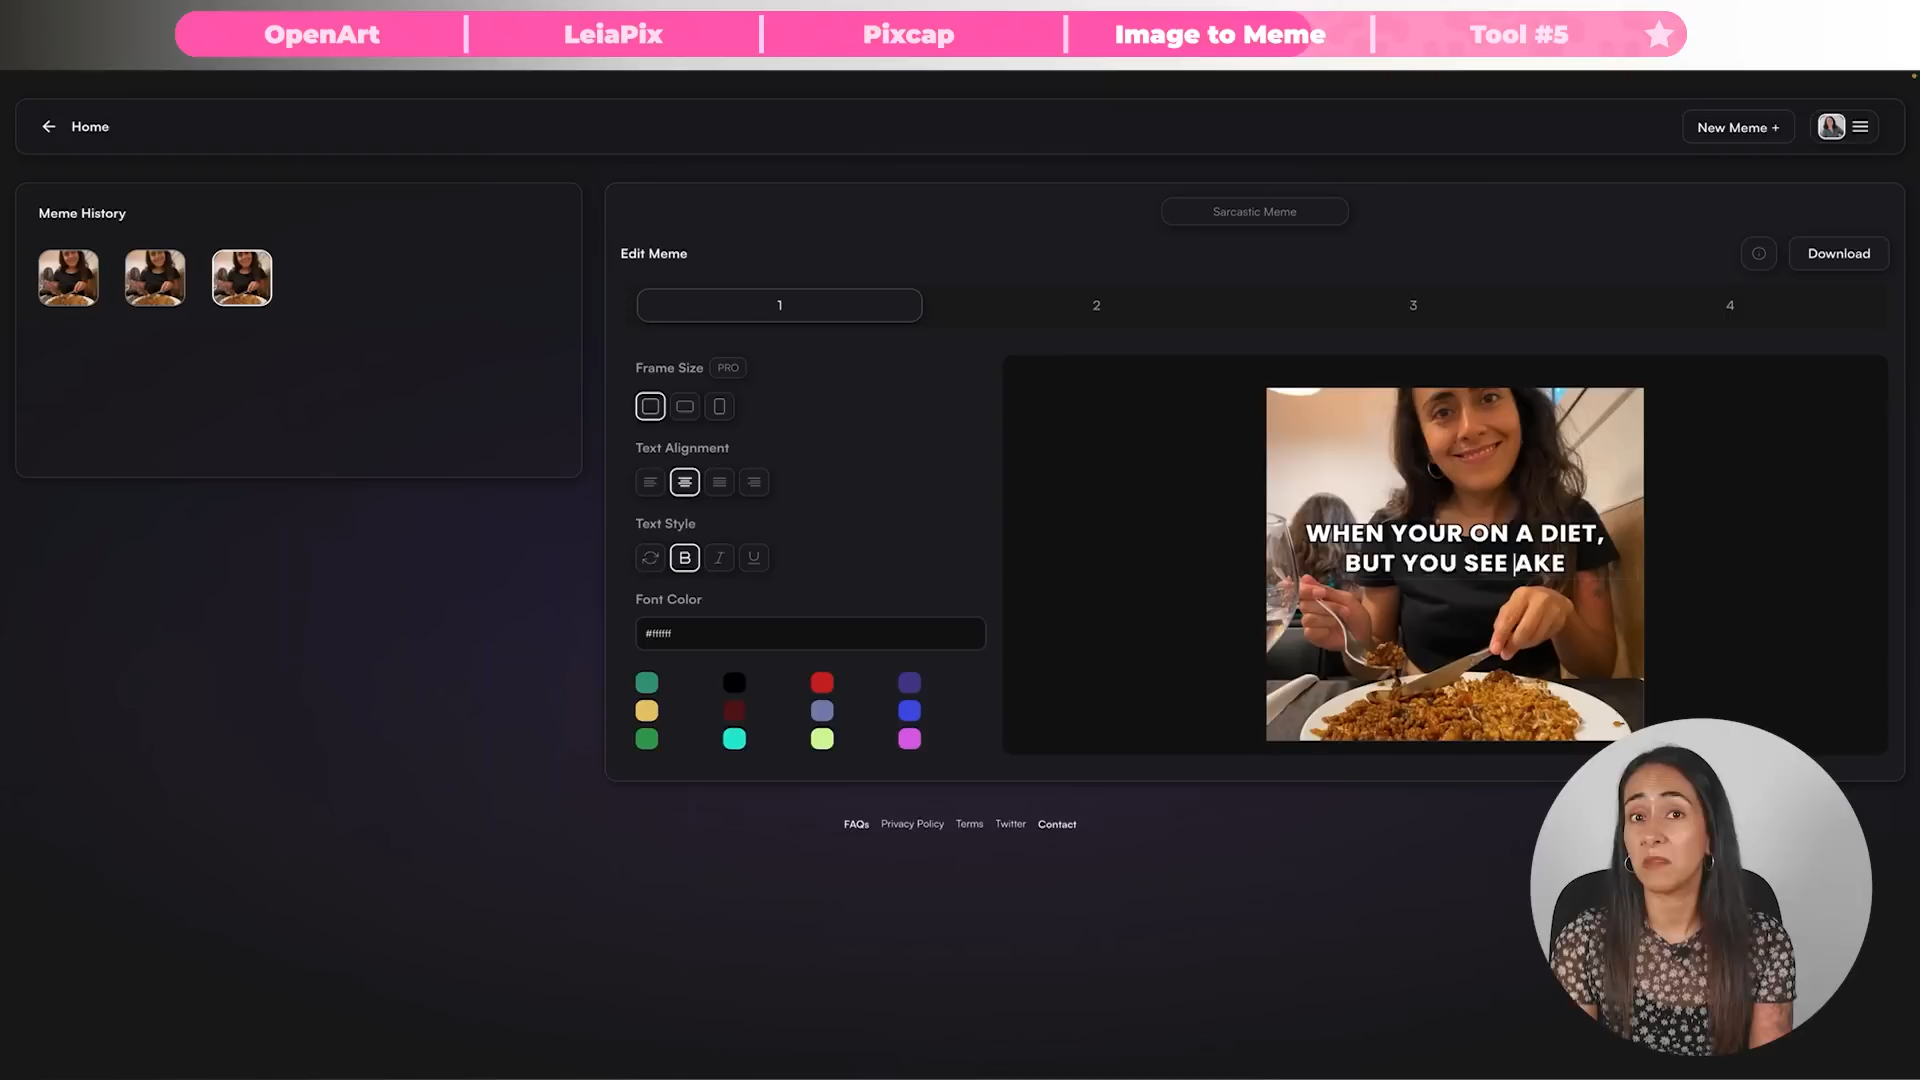 OpenArt
LeiaPix
Pixcap
Image to Meme
Tool #5
Home
New Meme +
Meme History
Sarcastic Meme
Edit Meme
Download
1
2
3
4
Frame Size PRO
Text Alignment
Text Style
B I U
Font Color
#ffffff
WHEN YOUR ON A DIET,
BUT YOU SEE AKE
FAQs Privacy Policy Terms Twitter Contact